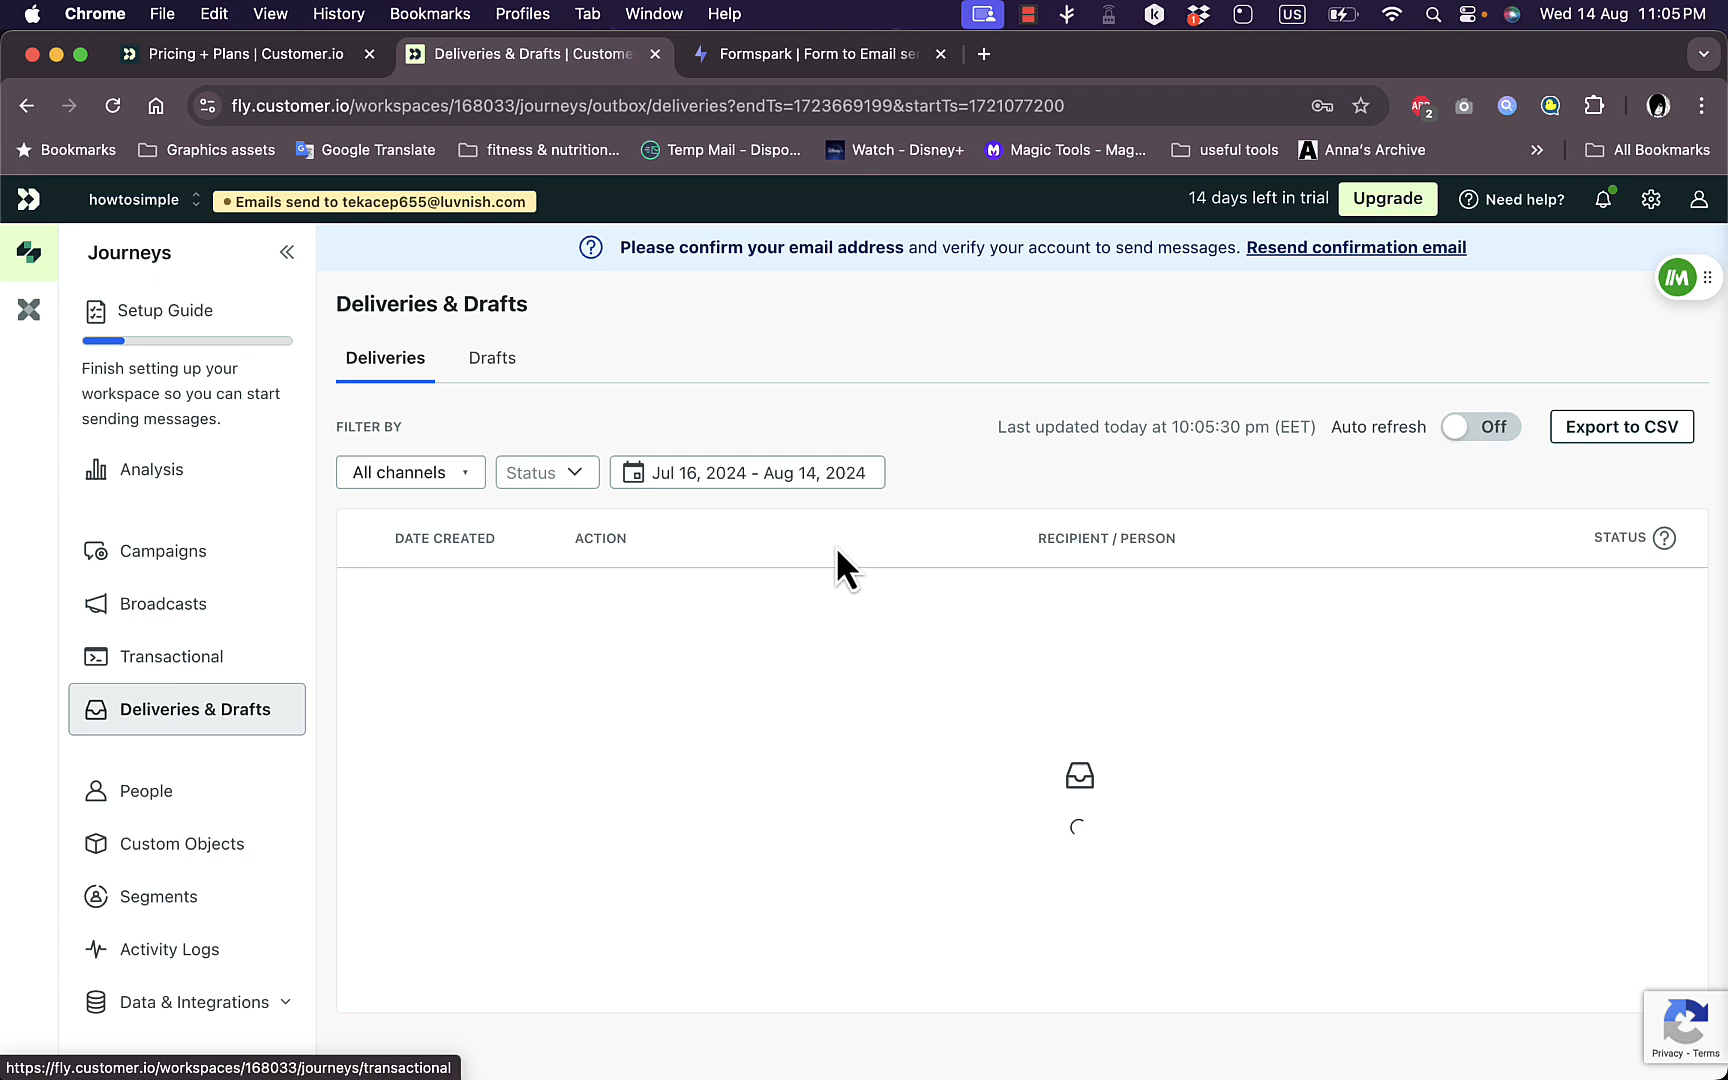 Chrome File Edit View History Bookmarks Profiles Tab Window Help 1 US Wed 14 Aug 11:05 PM
Pricing + Plans | Customer.io Deliveries & Drafts | Custome Formspark | Form to Email ser
fly.customer.io/workspaces/168033/journeys/outbox/deliveries?endTs=1723669199&startTs=1721077200 ABP 2
Bookmarks Graphics assets Google Translate fitness & nutrition... Temp Mail - Dispo... Watch - Disney+ Magic Tools - Mag... useful tools Anna's Archive All Bookmarks
howtosimple Emails send to tekacep655@luvnish.com 14 days left in trial Upgrade Need help?
Journeys
Please confirm your email address and verify your account to send messages. Resend confirmation email
Setup Guide
Finish setting up your
workspace so you can start
sending messages.
Analysis
Campaigns
Broadcasts
Transactional
Deliveries & Drafts
People
Custom Objects
Segments
Activity Logs
Data & Integrations
Deliveries & Drafts
Deliveries Drafts
FILTER BY
Last updated today at 10:05:30 pm (EET) Auto refresh Off Export to CSV
All channels Status Jul 16, 2024 - Aug 14, 2024
DATE CREATED ACTION RECIPIENT / PERSON STATUS
Privacy - Terms
https://fly.customer.io/workspaces/168033/journeys/transactional